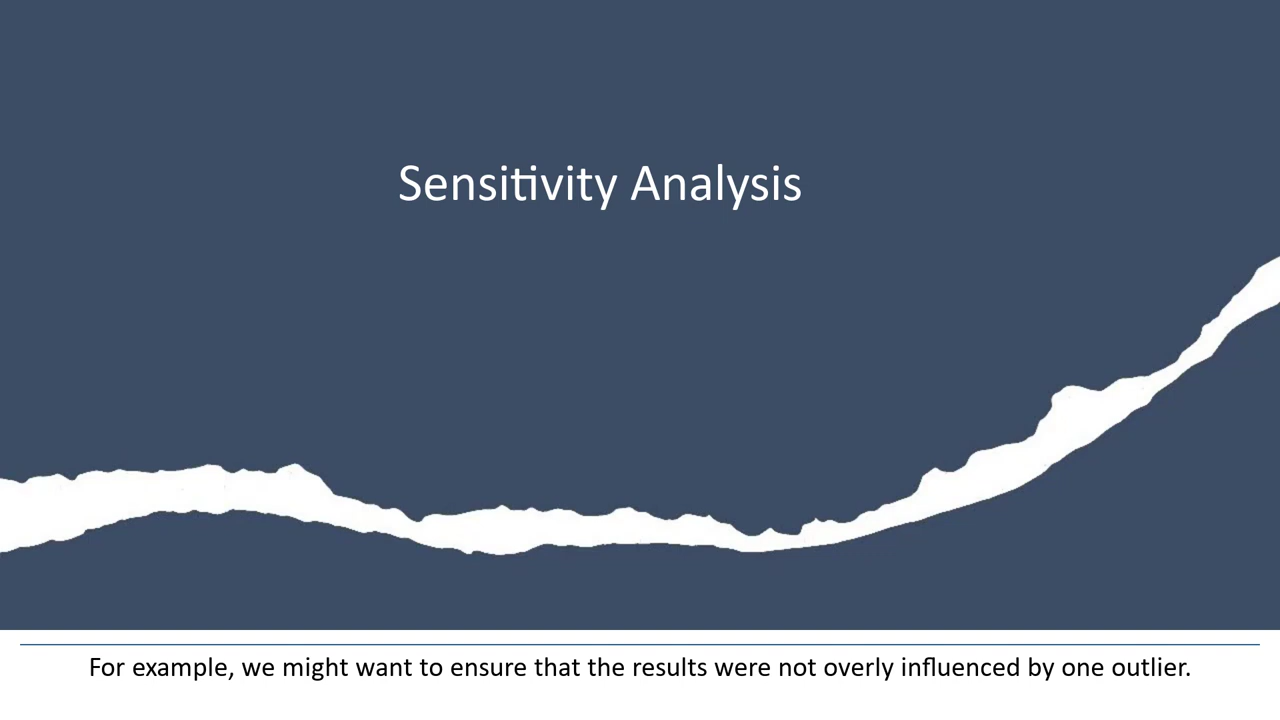 Sensitivity Analysis
For example, we might want to ensure that the results were not overly influenced by one outlier.